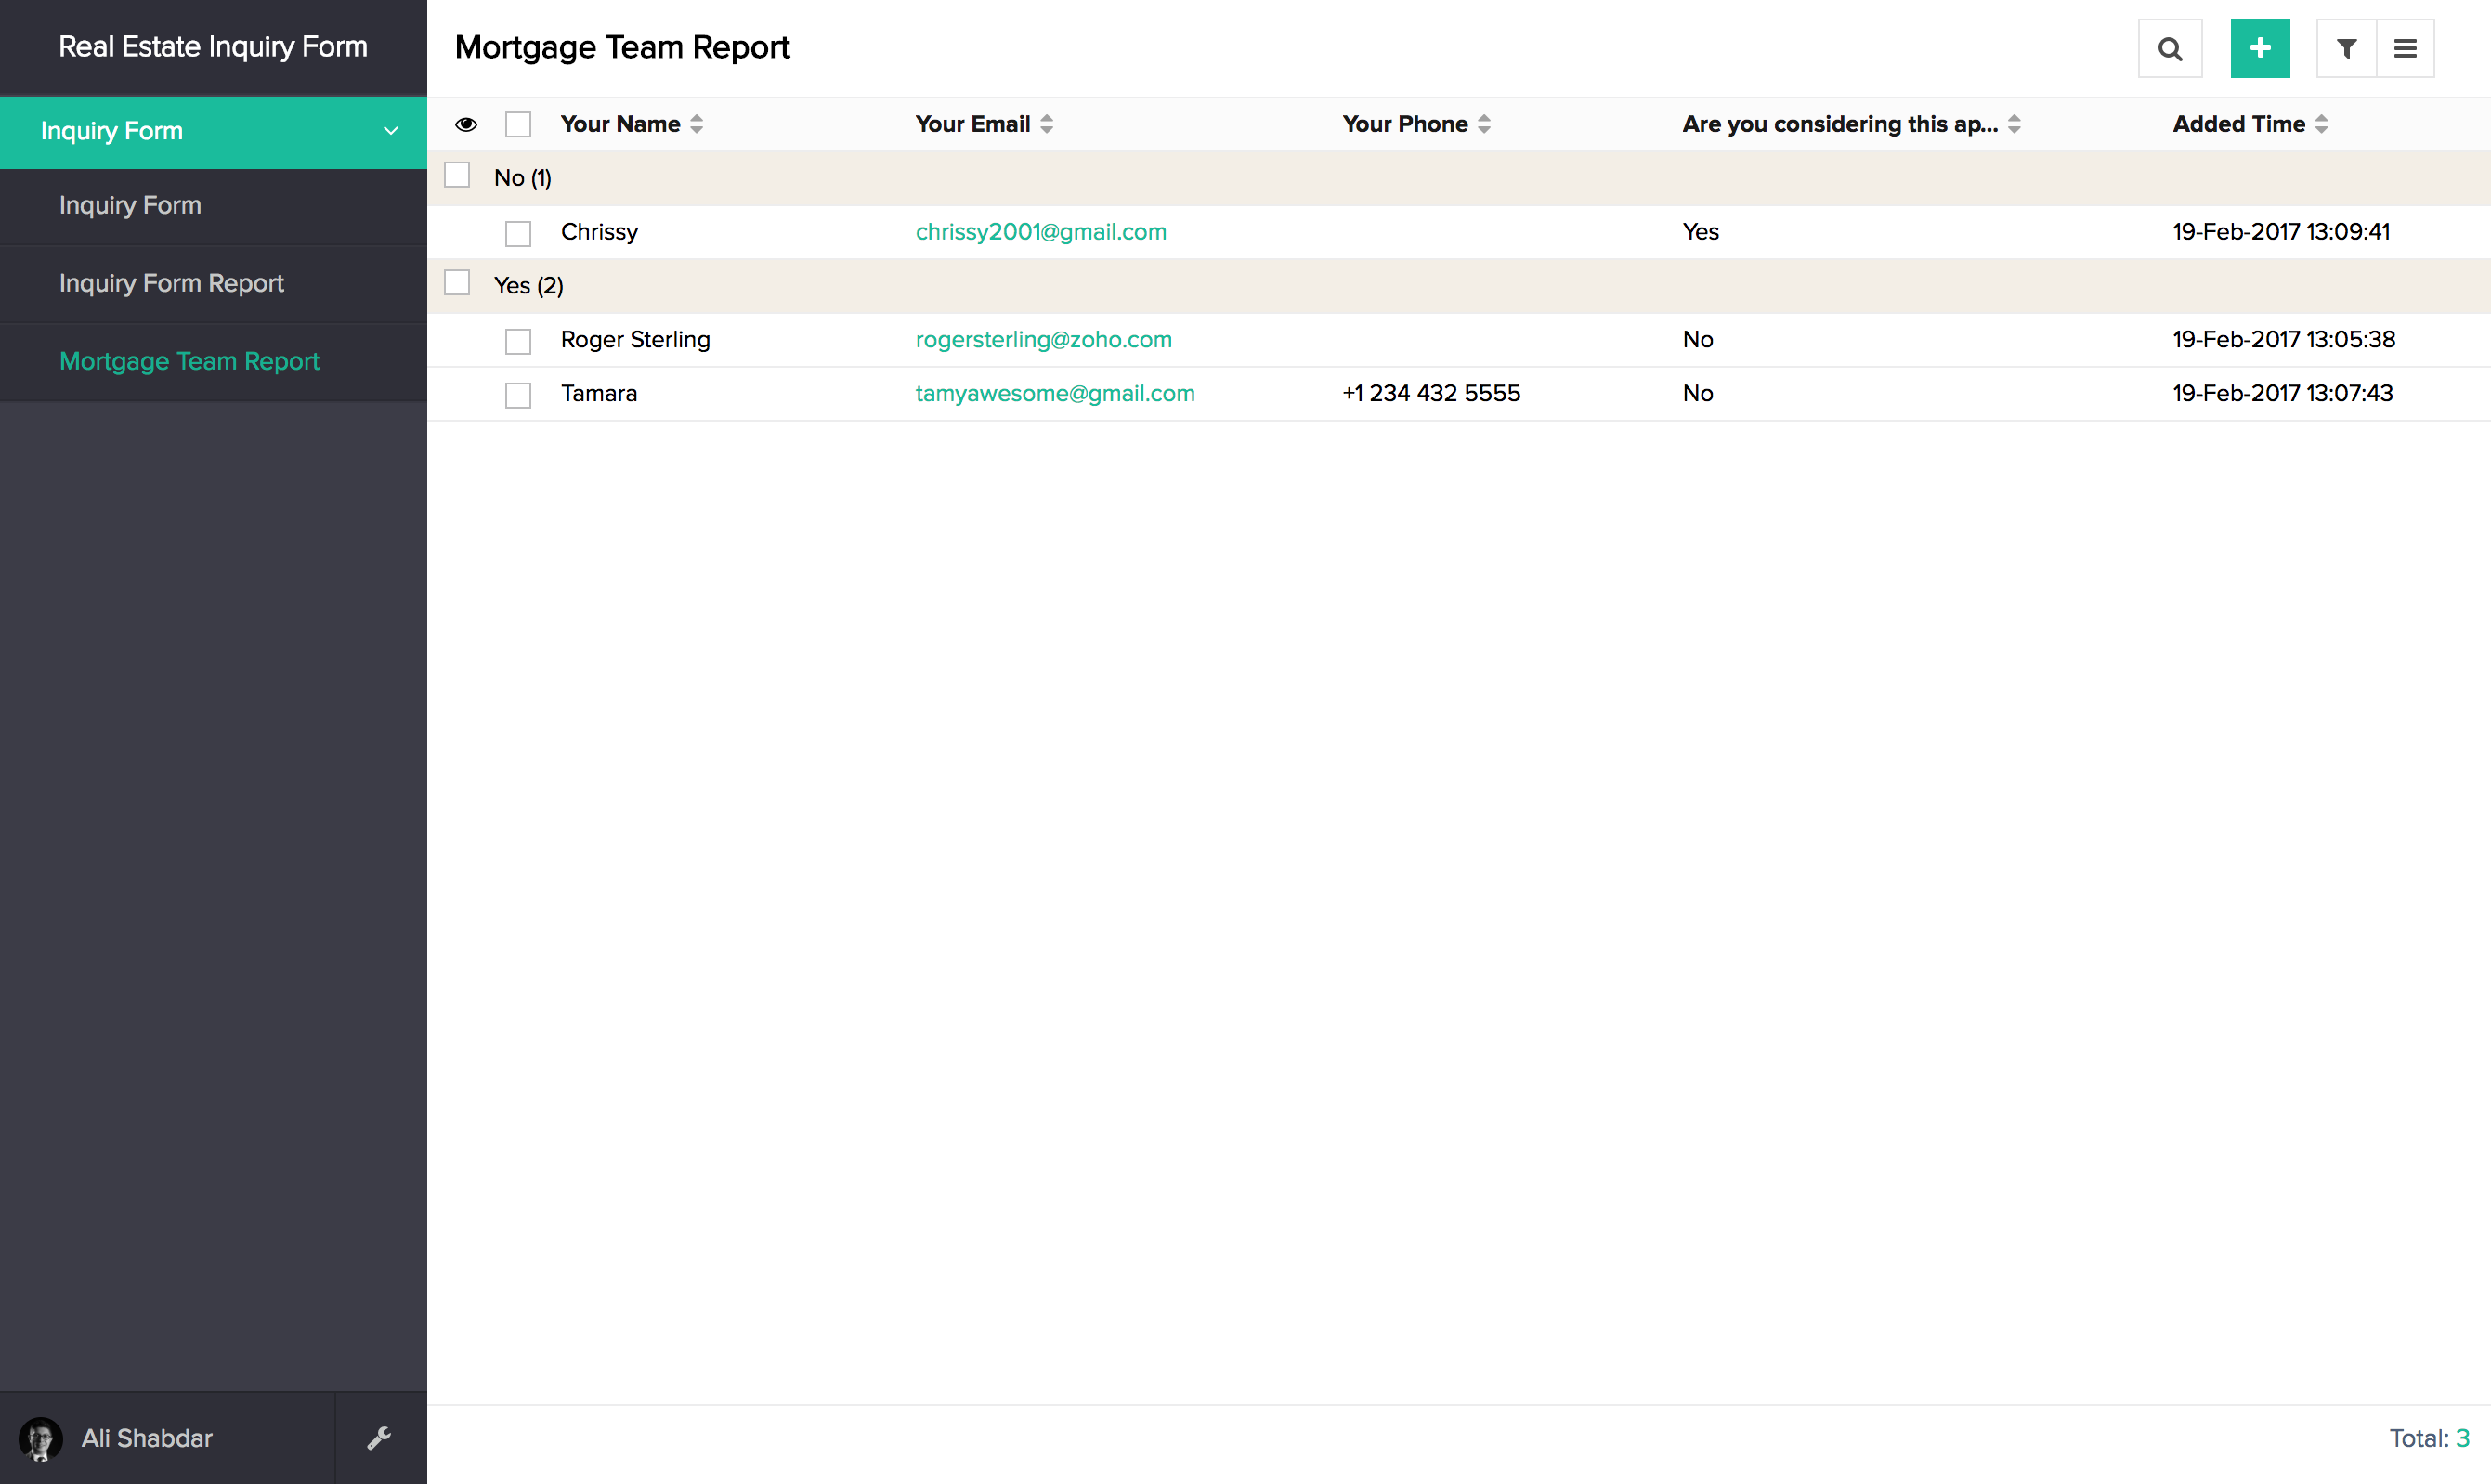 Real Estate Inquiry Form
Inquiry Form
Inquiry Form
Inquiry Form Report
Mortgage Team Report
Ali Shabdar
Mortgage Team Report
Your Name Your Email Your Phone Are you considering this ap... Added Time
No (1)
Chrissy chrissy2001@gmail.com Yes 19-Feb-2017 13:09:41
Yes (2)
Roger Sterling rogersterling@zoho.com No 19-Feb-2017 13:05:38
Tamara tamyawesome@gmail.com +1 234 432 5555 No 19-Feb-2017 13:07:43
Total: 3